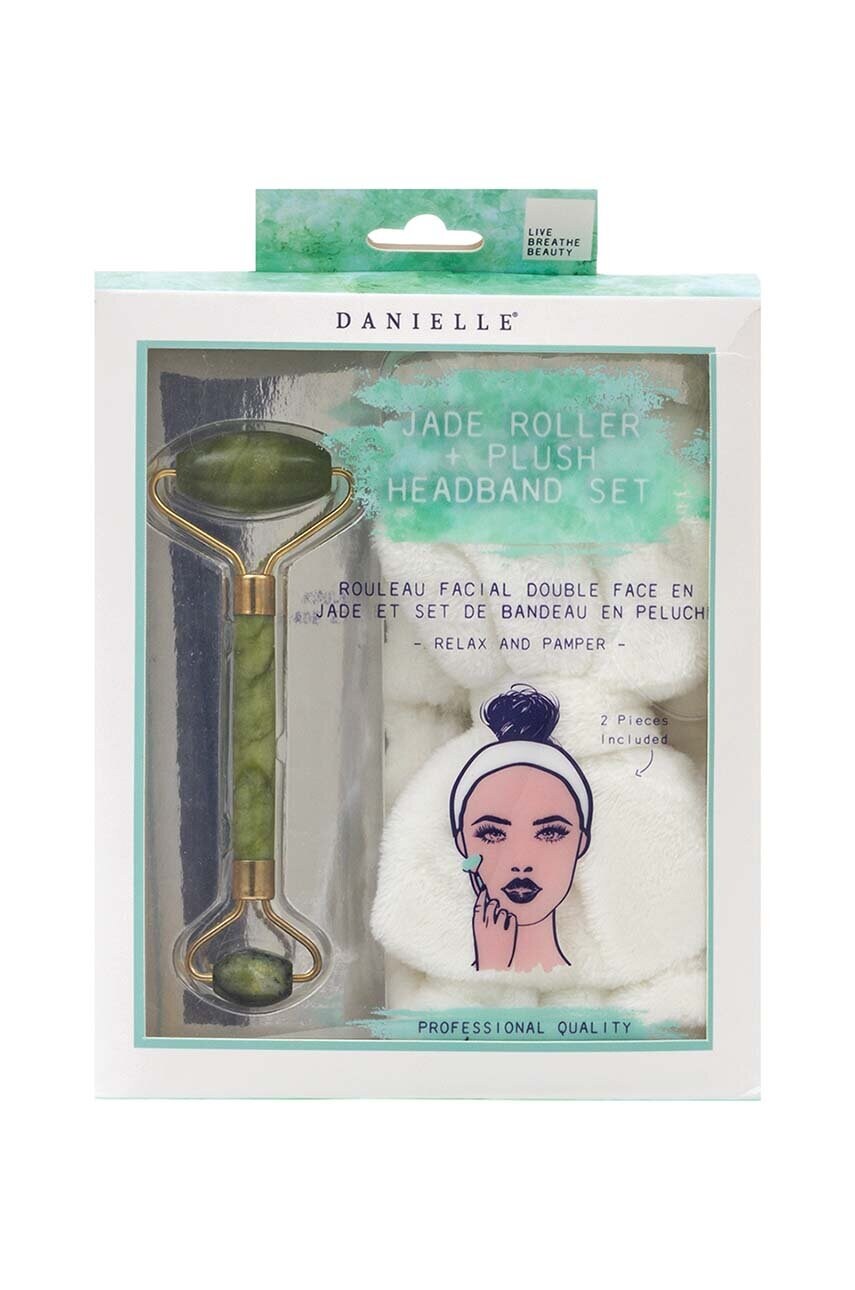 LIVE
BREATHE
BEAUTY
DANIELLE®
JADE ROLLER
+ PLUSH
HEADBAND SET
ROULEAU FACIAL DOUBLE FACE EN
JADE ET SET DE BANDEAU EN PELUCH
- RELAX AND PAMPER -
2 Pieces
Included
PROFESSIONAL QUALITY